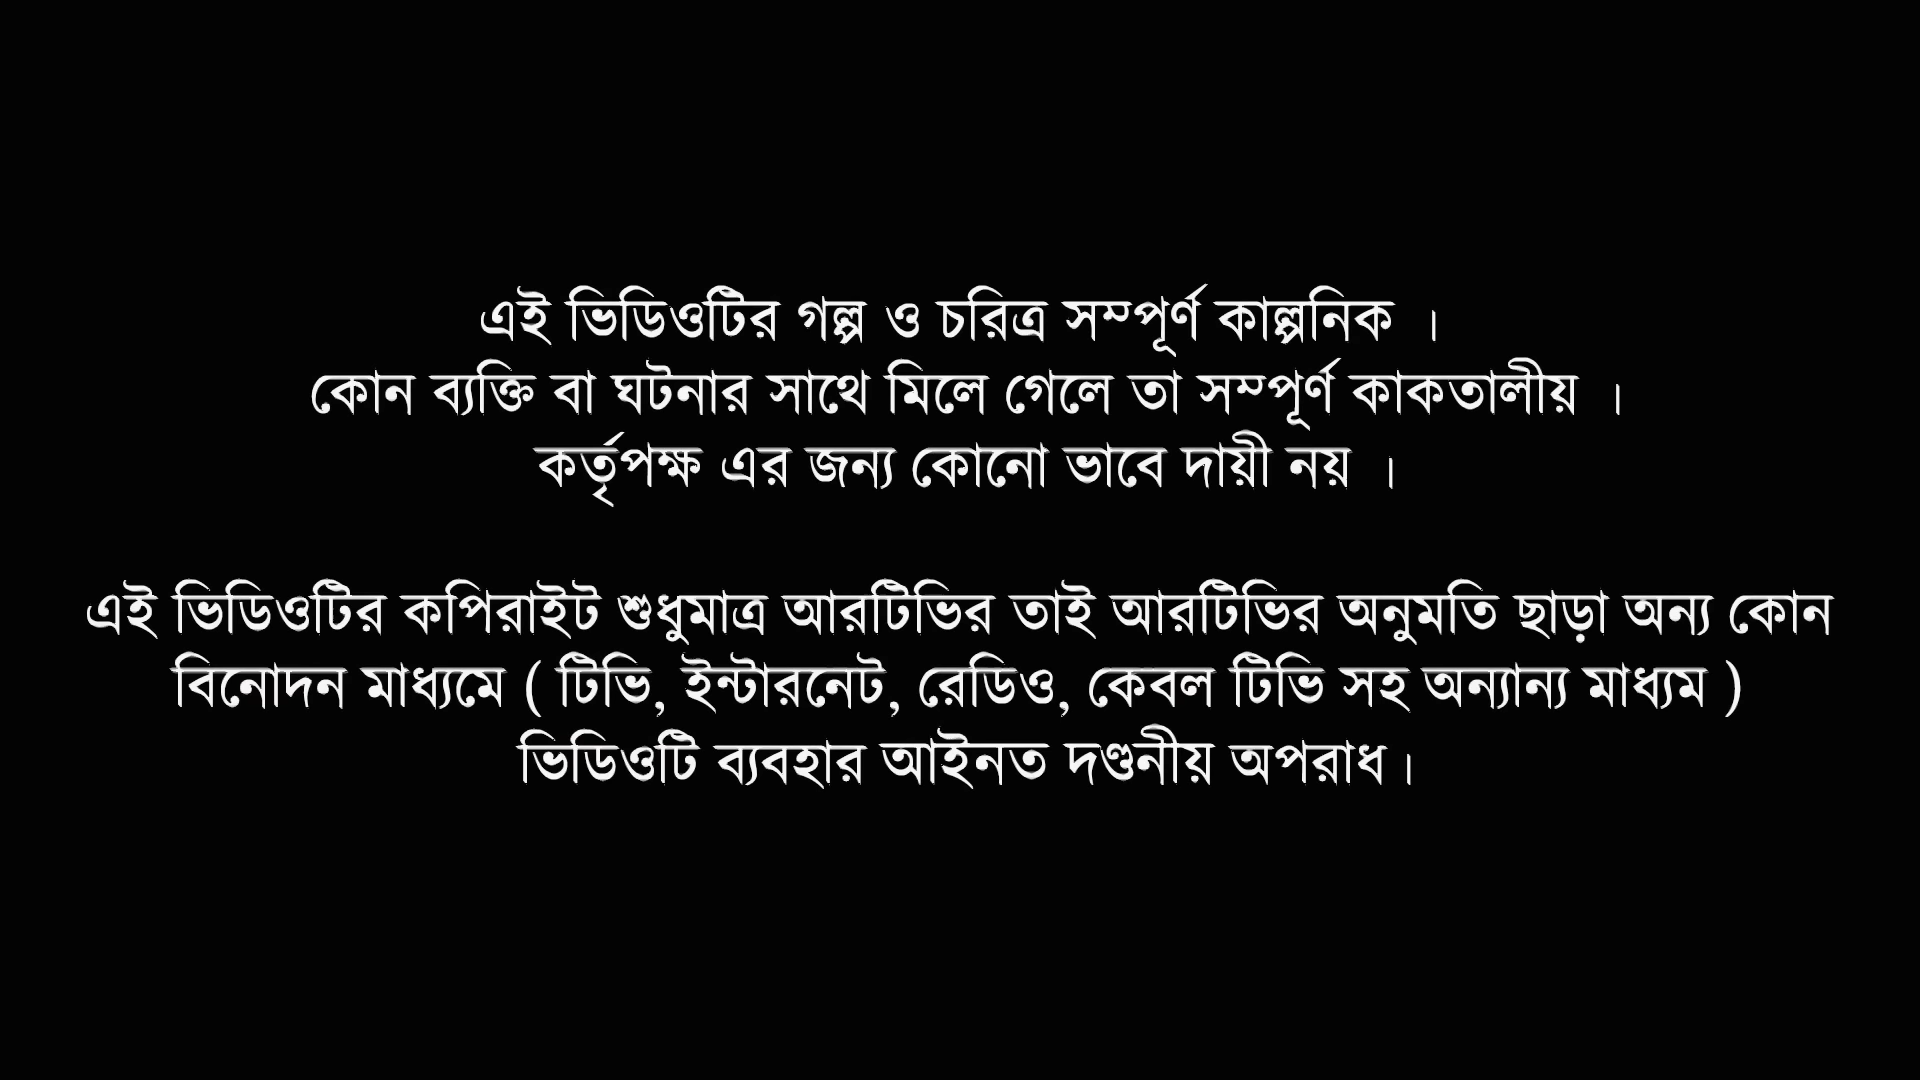 এই ভিডিওটির গল্প ও চরিত্র সম্পূর্ণ কাল্পনিক ।
কোন ব্যক্তি বা ঘটনার সাথে মিলে গেলে তা সম্পূর্ণ কাকতালীয় ।
কর্তৃপক্ষ এর জন্য কোনো ভাবে দায়ী নয় ।
এই ভিডিওটির কপিরাইট শুধুমাত্র আরটিভির তাই আরটিভির অনুমতি ছাড়া অন্য কোন
বিনোদন মাধ্যমে ( টিভি, ইন্টারনেট, রেডিও, কেবল টিভি সহ অন্যান্য মাধ্যম )
ভিডিওটি ব্যবহার আইনত দণ্ডনীয় অপরাধ।